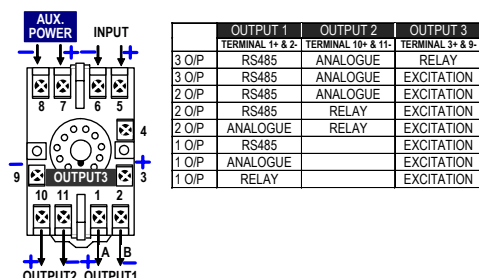 AUX.
POWER INPUT
− + − +
8 7 6 5
4
− +
9 OUTPUT3 3
10 11 1 2
A B
+ − + −
OUTPUT2 OUTPUT1
OUTPUT 1 OUTPUT 2 OUTPUT 3
TERMINAL 1+ & 2- TERMINAL 10+ & 11- TERMINAL 3+ & 9-
3 O/P RS485 ANALOGUE RELAY
3 O/P RS485 ANALOGUE EXCITATION
2 O/P RS485 ANALOGUE EXCITATION
2 O/P RS485 RELAY EXCITATION
2 O/P ANALOGUE RELAY EXCITATION
1 O/P RS485 EXCITATION
1 O/P ANALOGUE EXCITATION
1 O/P RELAY EXCITATION